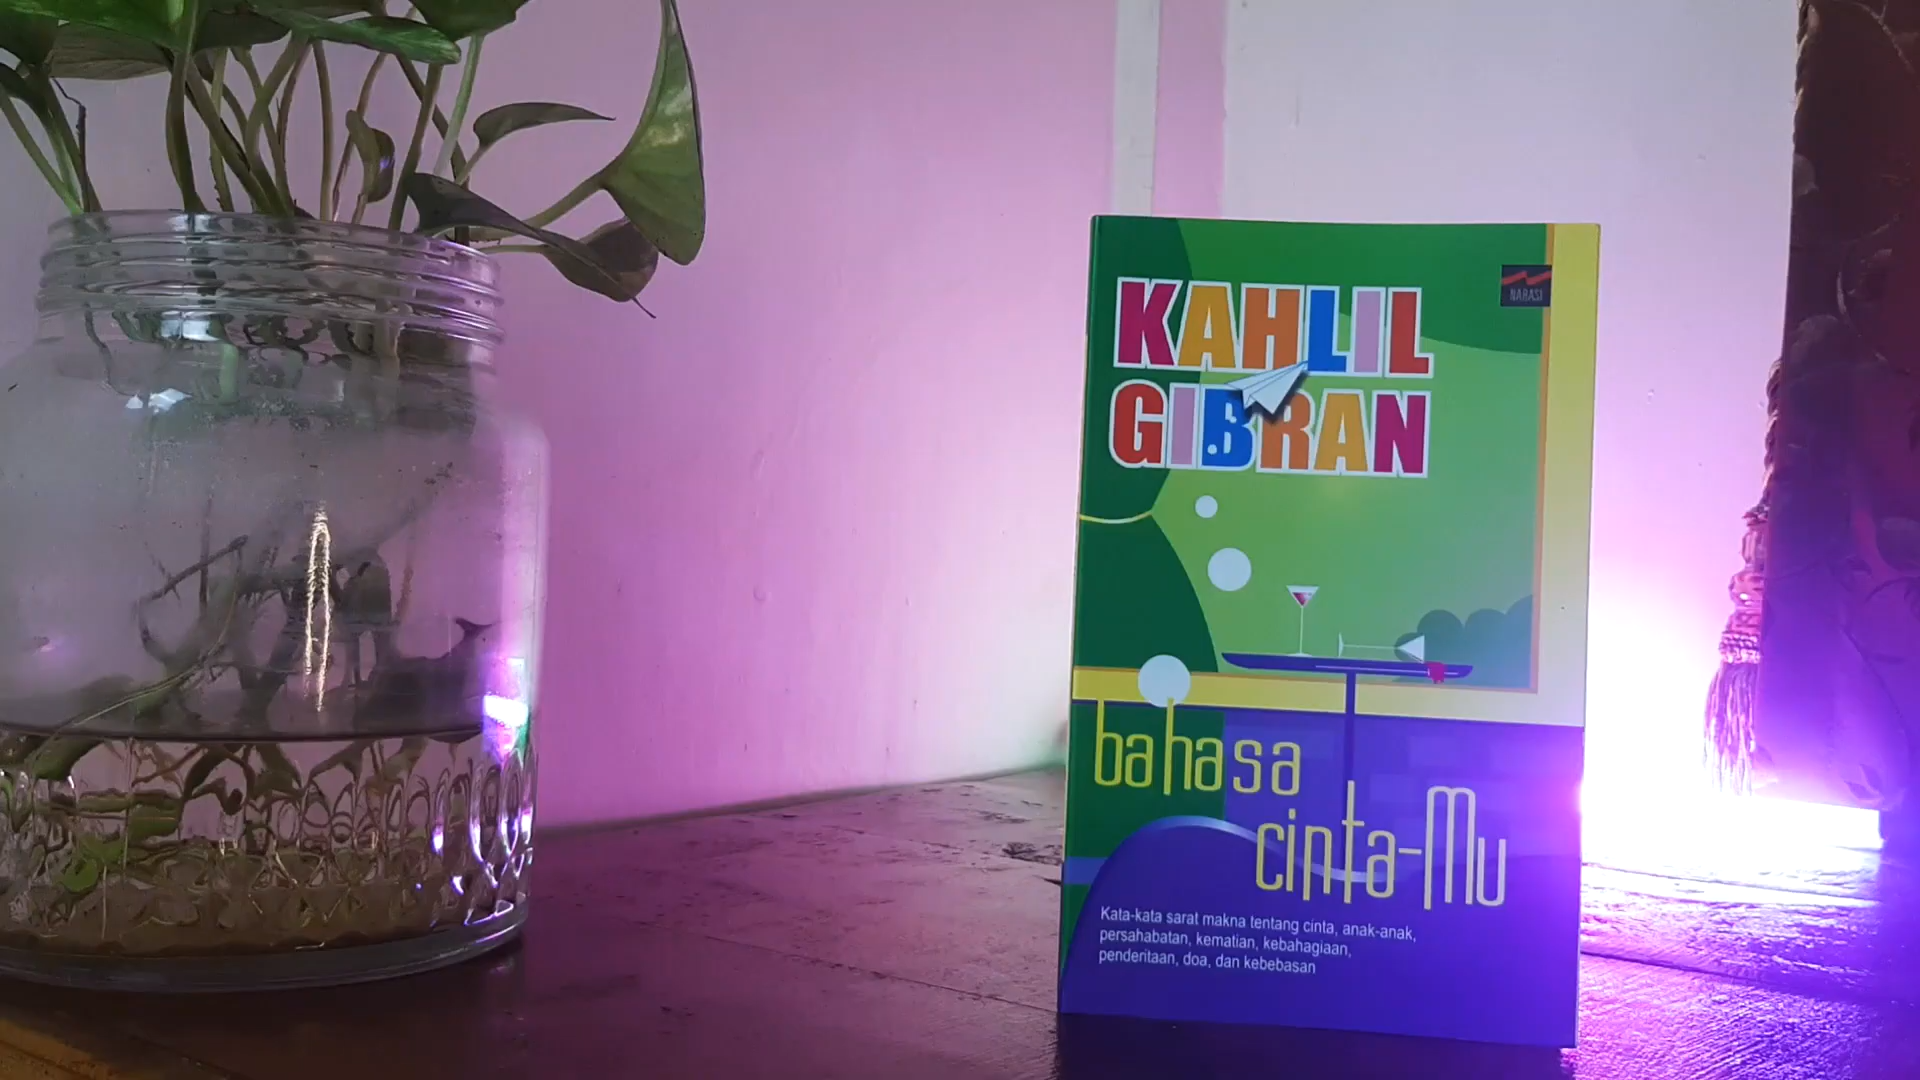 NARASI
KAHLIL
GIBRAN
bahasa
cinta-Mu
Kata-kata sarat makna tentang cinta, anak-anak,
persahabatan, kematian, kebahagiaan,
penderitaan, doa, dan kebebasan